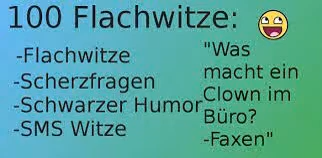 100 Flachwitze:
-Flachwitze
-Scherzfragen
-Schwarzer Humor
-SMS Witze
"Was
macht ein
Clown im
Büro?
-Faxen"